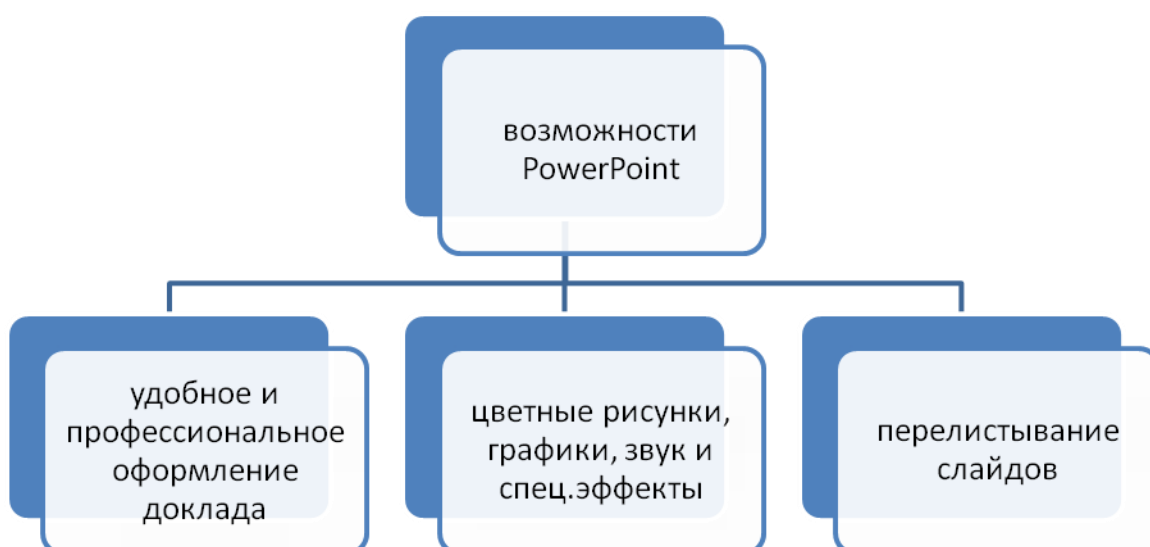 возможности
PowerPoint
удобное и
профессиональное
оформление
доклада
цветные рисунки,
графики, звук и
спец.эффекты
перелистывание
слайдов